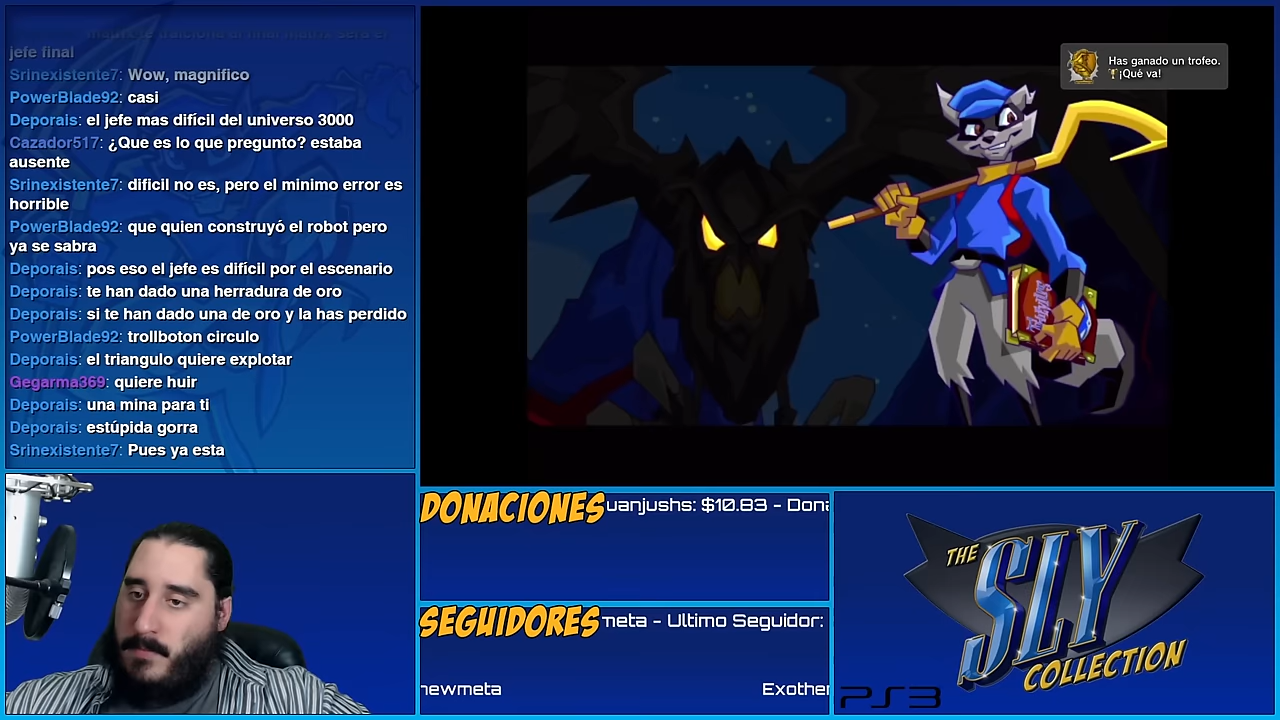 jefe final
Srinexistente7: Wow, magnifico
PowerBlade92: casi
Deporais: el jefe mas difícil del universo 3000
Cazador517: ¿Que es lo que pregunto? estaba
ausente
Srinexistente7: dificil no es, pero el minimo error es
horrible
PowerBlade92: que quien construyó el robot pero
ya se sabra
Deporais: pos eso el jefe es difícil por el escenario
Deporais: te han dado una herradura de oro
Deporais: si te han dado una de oro y la has perdido
PowerBlade92: trollboton circulo
Deporais: el triangulo quiere explotar
Gegarma369: quiere huir
Deporais: una mina para ti
Deporais: estúpida gorra
Srinexistente7: Pues ya esta
Has ganado un trofeo.
¡Qué va!
DONACIONES uanjushs: $10.83 - Dona
SEGUIDORES meta - Ultimo Seguidor:
newmeta Exother
THE
SLY
COLLECTION
PS3